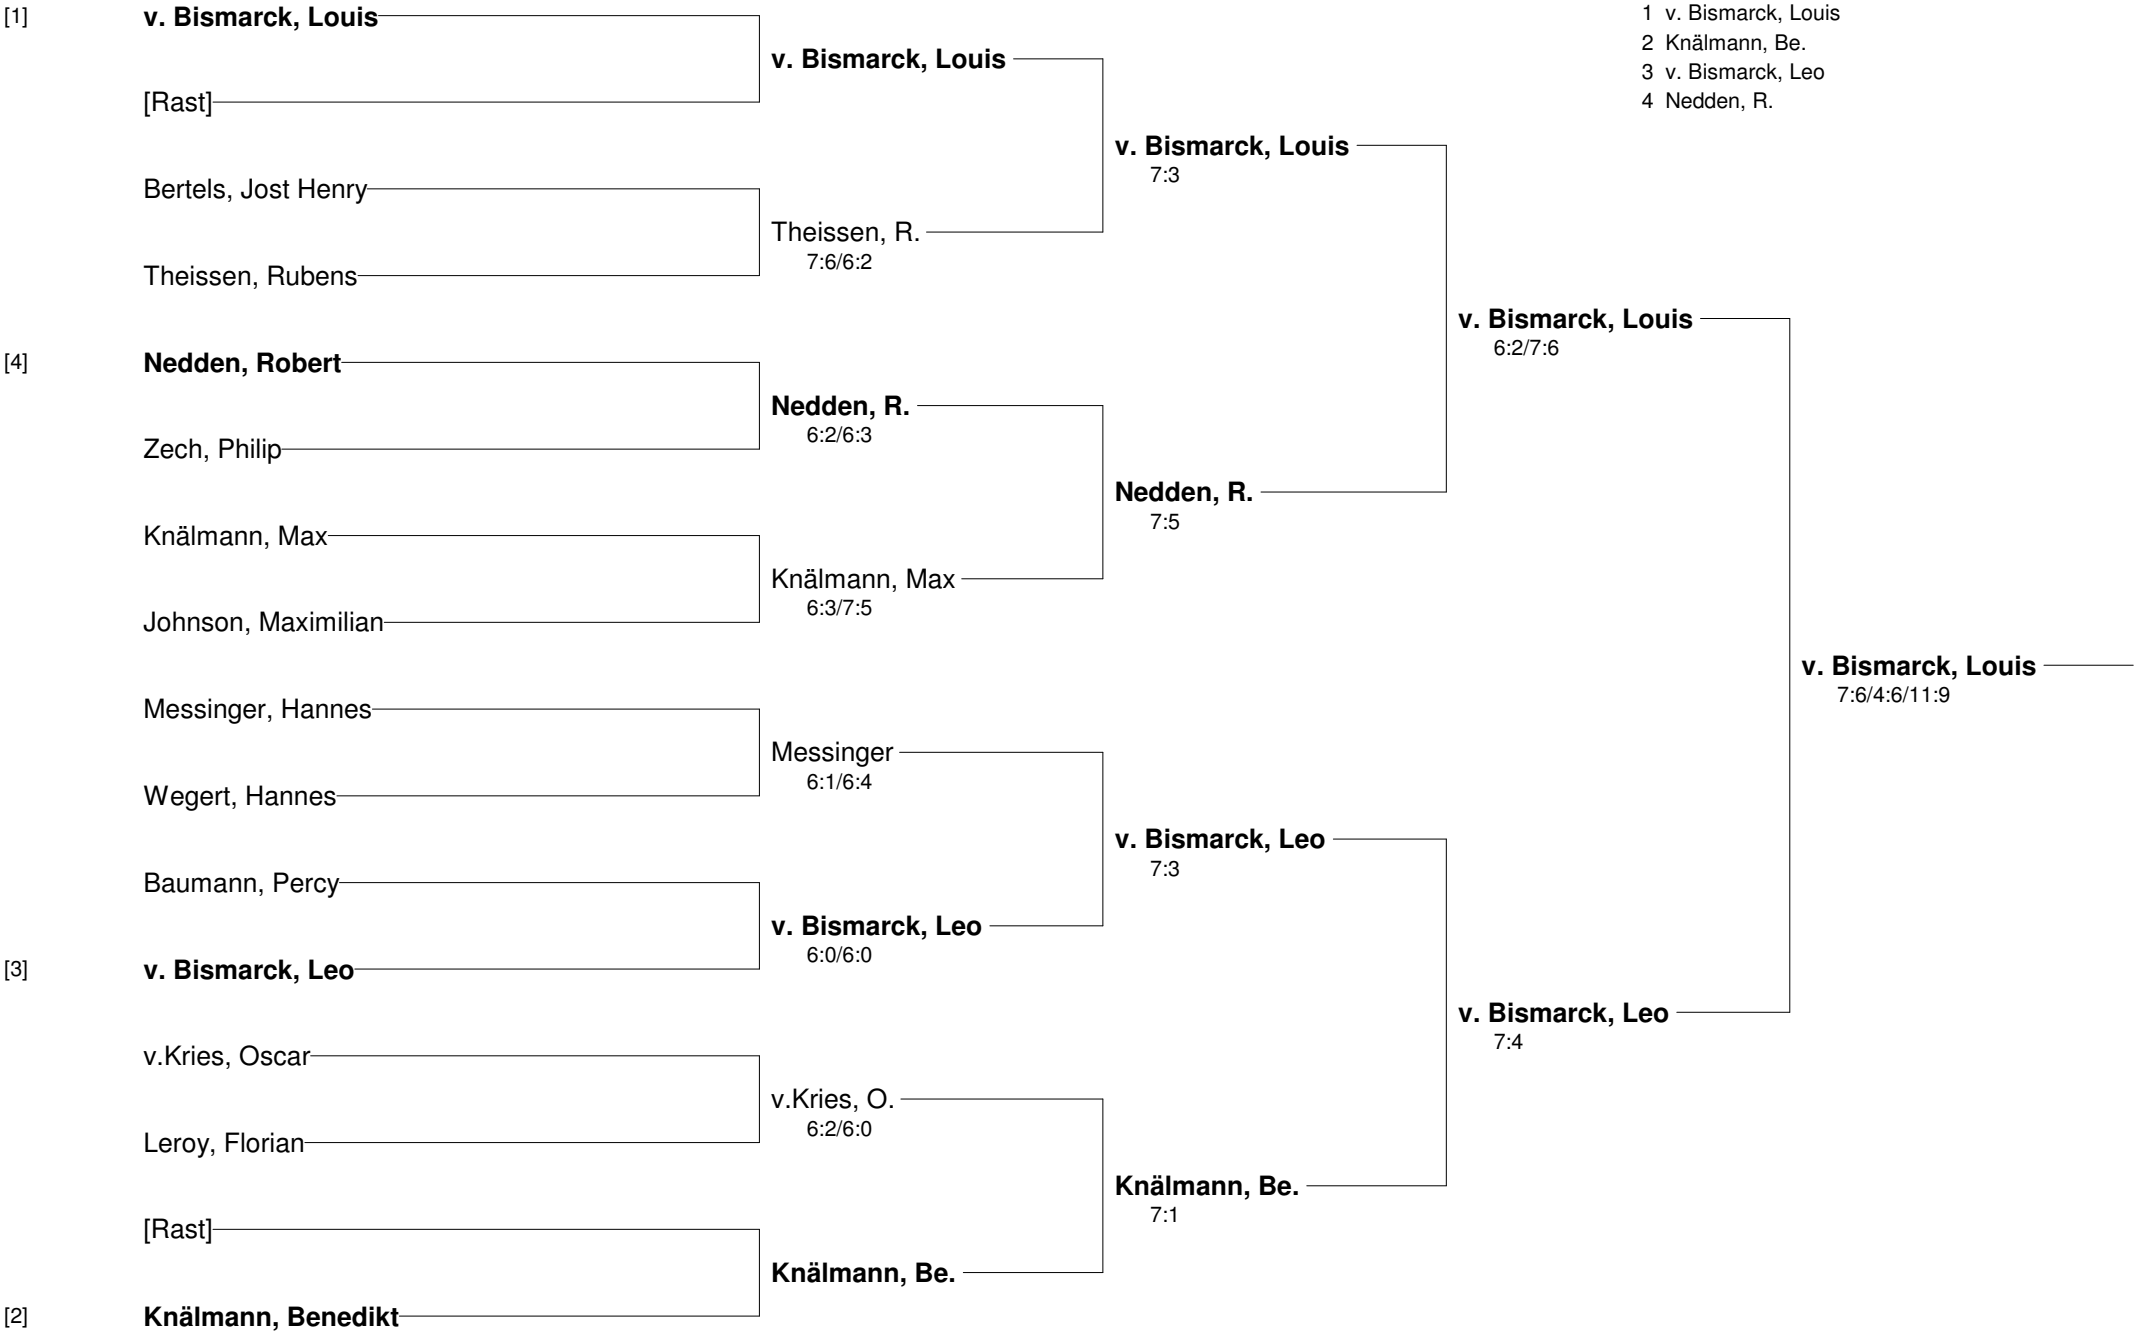 [1] v. Bismarck, Louis
[Rast]
Bertels, Jost Henry
Theissen, Rubens
[4] Nedden, Robert
Zech, Philip
Knälmann, Max
Johnson, Maximilian
Messinger, Hannes
Wegert, Hannes
Baumann, Percy
[3] v. Bismarck, Leo
v.Kries, Oscar
Leroy, Florian
[Rast]
[2] Knälmann, Benedikt
v. Bismarck, Louis
Theissen, R.
7:6/6:2
Nedden, R.
6:2/6:3
Knälmann, Max
6:3/7:5
Messinger
6:1/6:4
v. Bismarck, Leo
6:0/6:0
v.Kries, O.
6:2/6:0
Knälmann, Be.
v. Bismarck, Louis
7:3
Nedden, R.
7:5
v. Bismarck, Leo
7:3
Knälmann, Be.
7:1
v. Bismarck, Louis
6:2/7:6
v. Bismarck, Leo
7:4
v. Bismarck, Louis
7:6/4:6/11:9
1 v. Bismarck, Louis
2 Knälmann, Be.
3 v. Bismarck, Leo
4 Nedden, R.